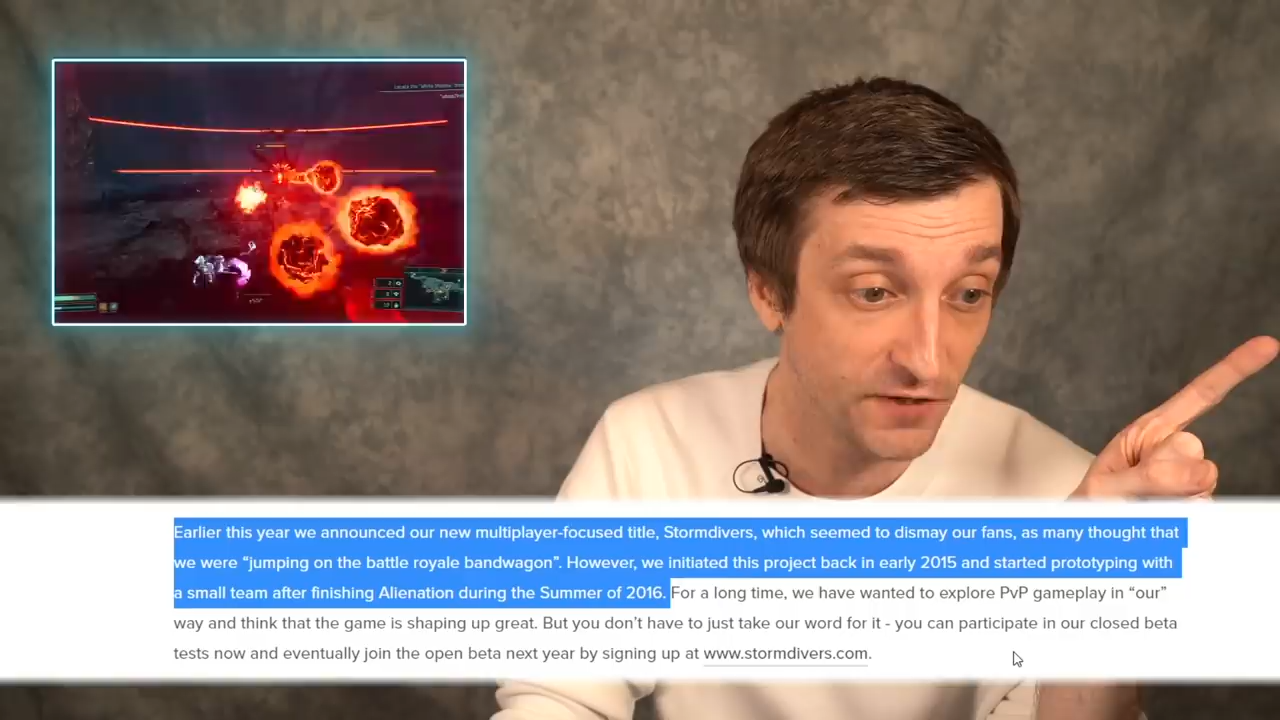 Earlier this year we announced our new multiplayer-focused title, Stormdivers, which seemed to dismay our fans, as many thought that
we were “jumping on the battle royale bandwagon”. However, we initiated this project back in early 2015 and started prototyping with
a small team after finishing Alienation during the Summer of 2016. For a long time, we have wanted to explore PvP gameplay in “our”
way and think that the game is shaping up great. But you don’t have to just take our word for it - you can participate in our closed beta
tests now and eventually join the open beta next year by signing up at www.stormdivers.com.